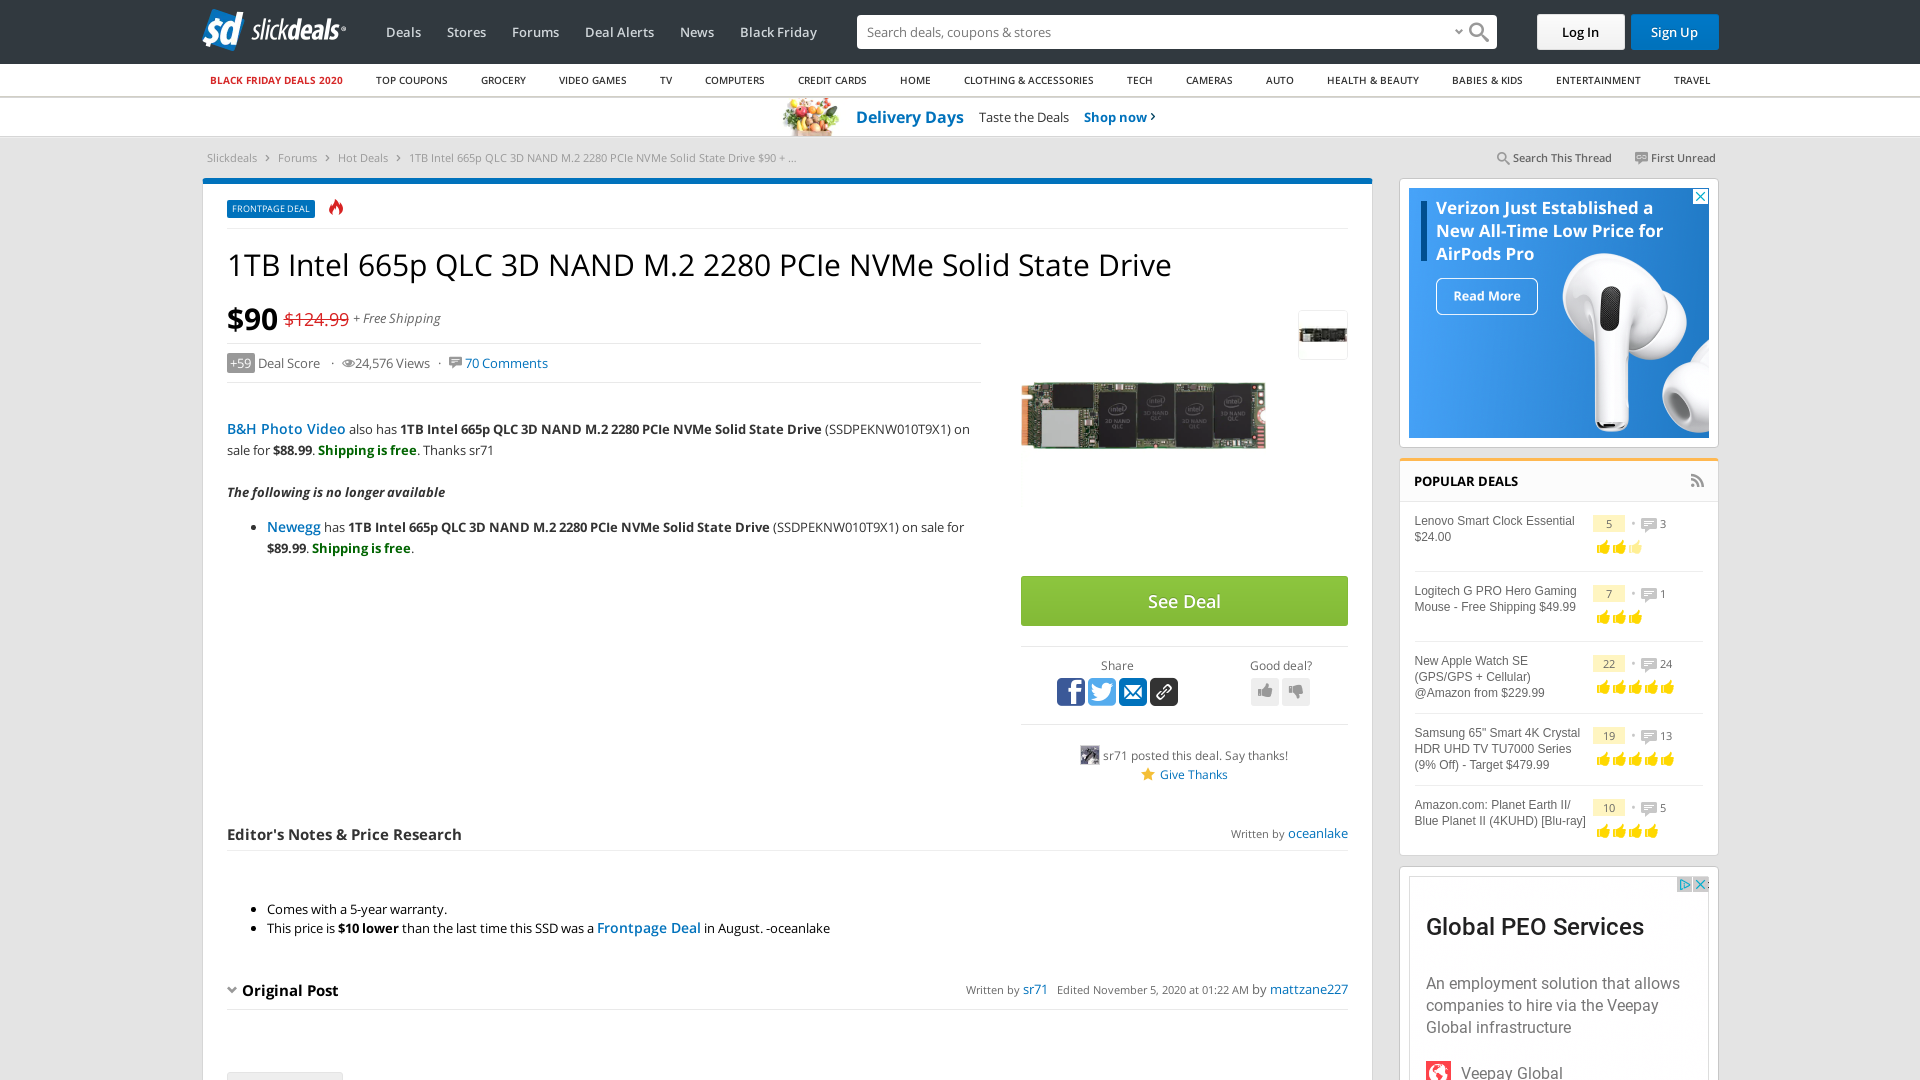 sd slickdeals
Deals Stores Forums Deal Alerts News Black Friday
Search deals, coupons & stores
Log In
Sign Up
BLACK FRIDAY DEALS 2020 TOP COUPONS GROCERY VIDEO GAMES TV COMPUTERS CREDIT CARDS HOME CLOTHING & ACCESSORIES TECH CAMERAS AUTO HEALTH & BEAUTY BABIES & KIDS ENTERTAINMENT TRAVEL
Delivery Days Taste the Deals Shop now
Slickdeals Forums Hot Deals 1TB Intel 665p QLC 3D NAND M.2 2280 PCIe NVMe Solid State Drive $90 + ...
Search This Thread First Unread
FRONTPAGE DEAL
1TB Intel 665p QLC 3D NAND M.2 2280 PCIe NVMe Solid State Drive
$90 $124.99 + Free Shipping
+59 Deal Score · 24,576 Views · 70 Comments
B&H Photo Video also has 1TB Intel 665p QLC 3D NAND M.2 2280 PCIe NVMe Solid State Drive (SSDPEKNW010T9X1) on
sale for $88.99. Shipping is free. Thanks sr71
The following is no longer available
• Newegg has 1TB Intel 665p QLC 3D NAND M.2 2280 PCIe NVMe Solid State Drive (SSDPEKNW010T9X1) on sale for
$89.99. Shipping is free.
See Deal
Share
Good deal?
sr71 posted this deal. Say thanks!
Give Thanks
Editor's Notes & Price Research
Written by oceanlake
• Comes with a 5-year warranty.
• This price is $10 lower than the last time this SSD was a Frontpage Deal in August. -oceanlake
Original Post
Written by sr71 Edited November 5, 2020 at 01:22 AM by mattzane227
Verizon Just Established a
New All-Time Low Price for
AirPods Pro
Read More
POPULAR DEALS
Lenovo Smart Clock Essential
$24.00
5 • 3
Logitech G PRO Hero Gaming
Mouse - Free Shipping $49.99
7 • 1
New Apple Watch SE
(GPS/GPS + Cellular)
@Amazon from $229.99
22 • 24
Samsung 65" Smart 4K Crystal
HDR UHD TV TU7000 Series
(9% Off) - Target $479.99
19 • 13
Amazon.com: Planet Earth II/
Blue Planet II (4KUHD) [Blu-ray]
10 • 5
Global PEO Services
An employment solution that allows
companies to hire via the Veepay
Global infrastructure
Veepay Global